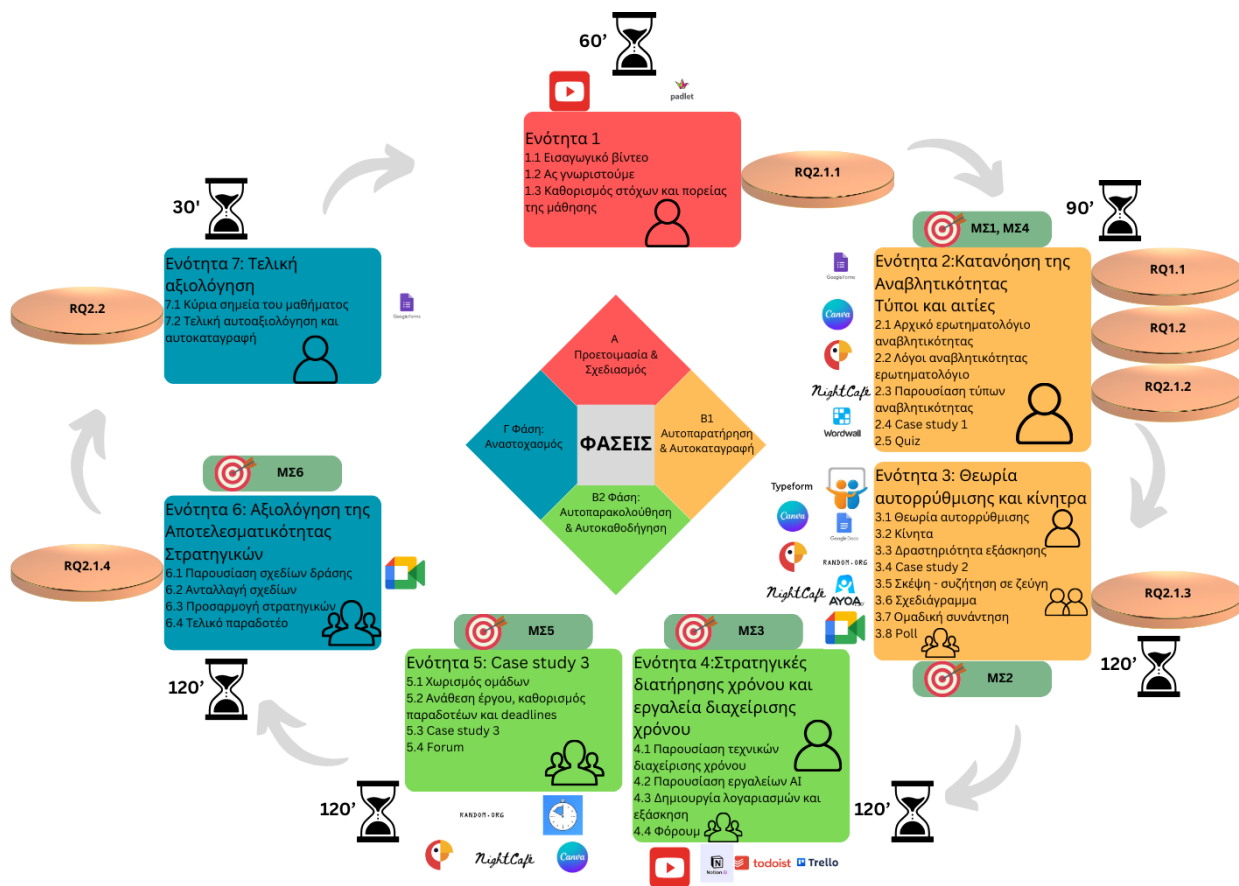 60’
padlet
Ενότητα 1
1.1 Εισαγωγικό βίντεο
1.2 Ας γνωριστούμε
1.3 Καθορισμός στόχων και πορείας
της μάθησης
RQ2.1.1
90’
ΜΣ1, ΜΣ4
Ενότητα 2:Κατανόηση της
Αναβλητικότητας
Τύποι και αιτίες
2.1 Αρχικό ερωτηματολόγιο
αναβλητικότητας
2.2 Λόγοι αναβλητικότητας
ερωτηματολόγιο
2.3 Παρουσίαση τύπων
αναβλητικότητας
2.4 Case study 1
2.5 Quiz
Google Forms
Canva
NightCafé
Wordwall
RQ1.1
RQ1.2
RQ2.1.2
Ενότητα 3: Θεωρία
αυτορρύθμισης και κίνητρα
3.1 Θεωρία αυτορρύθμισης
3.2 Κίνητα
3.3 Δραστηριότητα εξάσκησης
3.4 Case study 2
3.5 Σκέψη - συζήτηση σε ζεύγη
3.6 Σχεδιάγραμμα
3.7 Ομαδική συνάντηση
3.8 Poll
Typeform
Canva
Google Docs
RANDOM.ORG
NightCafé
AYOA
RQ2.1.3
120’
ΜΣ2
ΜΣ3
Ενότητα 4:Στρατηγικές
διατήρησης χρόνου και
εργαλεία διαχείρισης
χρόνου
4.1 Παρουσίαση τεχνικών
διαχείρισης χρόνου
4.2 Παρουσίαση εργαλείων AI
4.3 Δημιουργία λογαριασμών και
εξάσκηση
4.4 Φόρουμ
120’
Notion AI
todoist
Trello
ΜΣ5
Ενότητα 5: Case study 3
5.1 Χωρισμός ομάδων
5.2 Ανάθεση έργου, καθορισμός
παραδοτέων και deadlines
5.3 Case study 3
5.4 Forum
120’
RANDOM.ORG
NightCafé
Canva
ΜΣ6
Ενότητα 6: Αξιολόγηση της
Αποτελεσματικότητας
Στρατηγικών
6.1 Παρουσίαση σχεδίων δράσης
6.2 Ανταλλαγή σχεδίων
6.3 Προσαρμογή στρατηγικών
6.4 Τελικό παραδοτέο
RQ2.1.4
120’
30'
Ενότητα 7: Τελική
αξιολόγηση
7.1 Κύρια σημεία του μαθήματος
7.2 Τελική αυτοαξιολόγηση και
αυτοκαταγραφή
RQ2.2
Google Forms
Α
Προετοιμασία &
Σχεδιασμός
Β1
Αυτοπαρατήρηση
& Αυτοκαταγραφή
Β2 Φάση:
Αυτοπαρακολούθηση
& Αυτοκαθοδήγηση
Γ Φάση:
Αναστοχασμός
ΦΑΣΕΙΣ